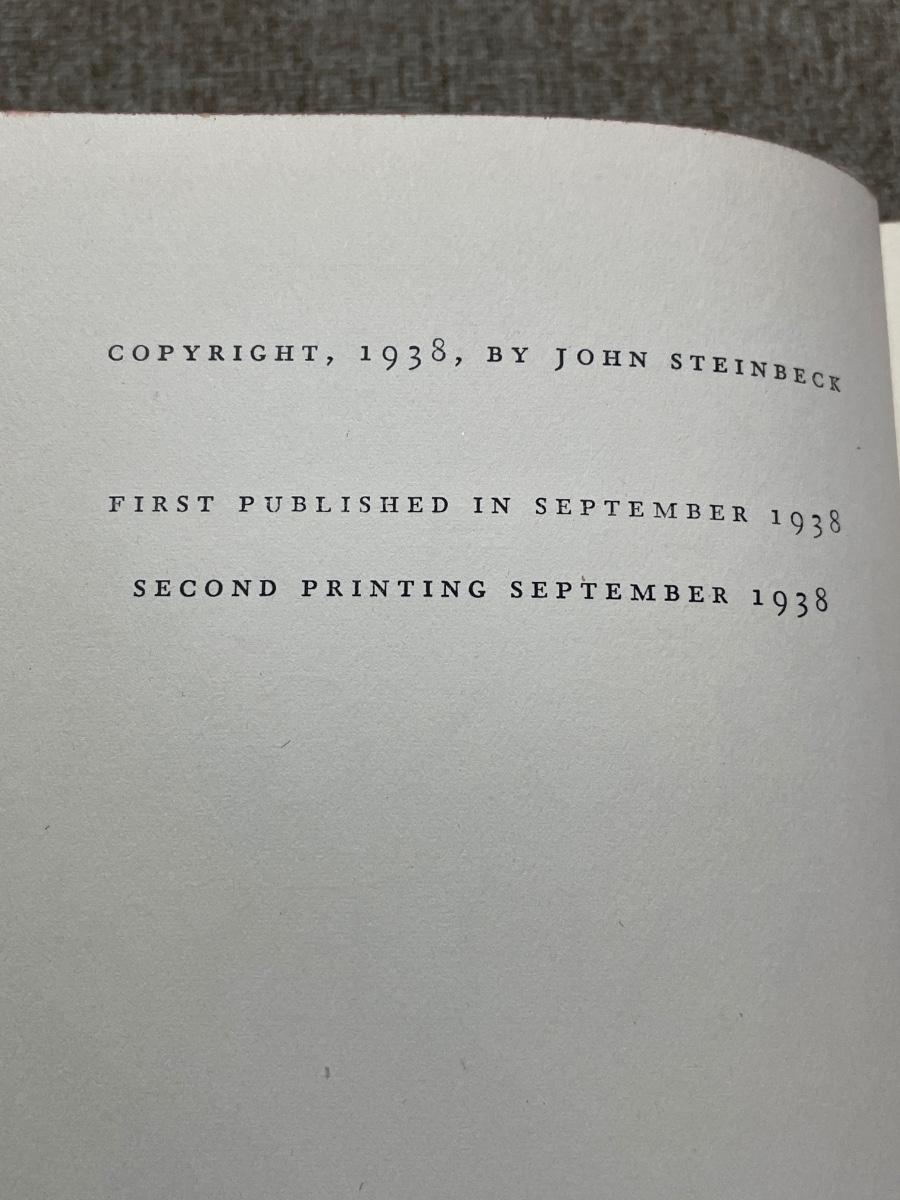 COPYRIGHT, 1938, BY JOHN STEINBECK
FIRST PUBLISHED IN SEPTEMBER 1938
SECOND PRINTING SEPTEMBER 1938